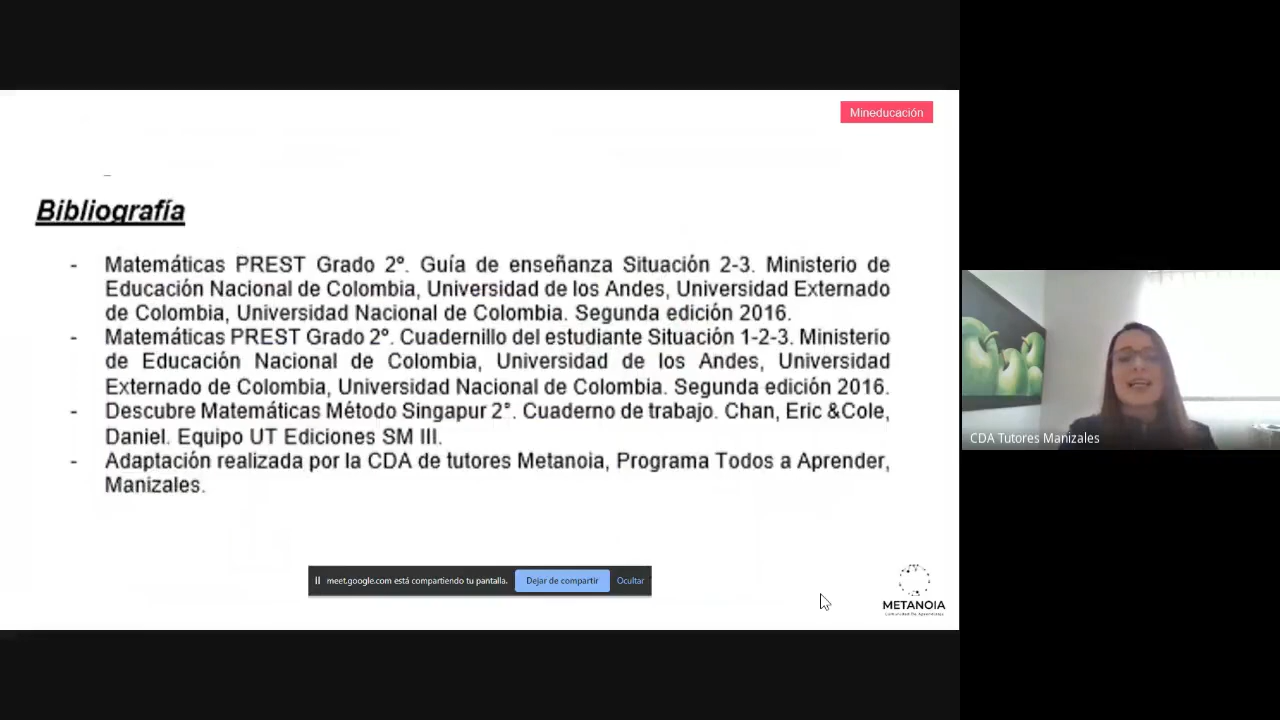 Mineducación
Bibliografía
- Matemáticas PREST Grado 2º. Guía de enseñanza Situación 2-3. Ministerio de
Educación Nacional de Colombia, Universidad de los Andes, Universidad Externado
de Colombia, Universidad Nacional de Colombia. Segunda edición 2016.
- Matemáticas PREST Grado 2º. Cuadernillo del estudiante Situación 1-2-3. Ministerio
de Educación Nacional de Colombia, Universidad de los Andes, Universidad
Externado de Colombia, Universidad Nacional de Colombia. Segunda edición 2016.
- Descubre Matemáticas Método Singapur 2°. Cuaderno de trabajo. Chan, Eric &Cole,
Daniel. Equipo UT Ediciones SM III.
- Adaptación realizada por la CDA de tutores Metanoia, Programa Todos a Aprender,
Manizales.
CDA Tutores Manizales
meet.google.com está compartiendo tu pantalla. Dejar de compartir Ocultar
METANOIA